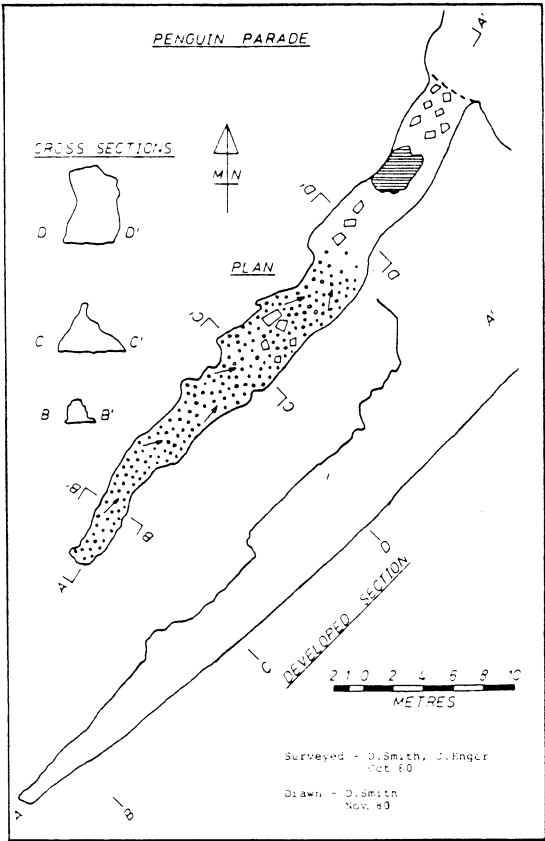 PENGUIN PARADE
A'
CROSS SECTIONS
MN
D D'
D'
PLAN
D
A'
C'
C C'
B B'
C
B'
B
A
D
DEVELOPED SECTION
C
2 1 0 2 4 6 8 10
METRES
Surveyed - D.Smith,
Oct 80
Drawn - D.Smith
Nov 80
A
B